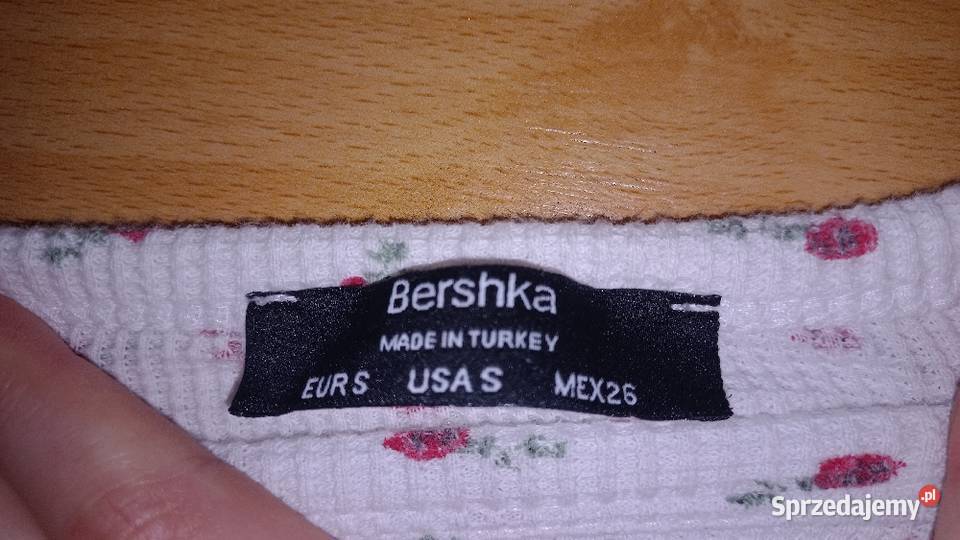 Bershka
MADE IN TURKEY
EUR S USA S MEX26
Sprzedajemy.pl